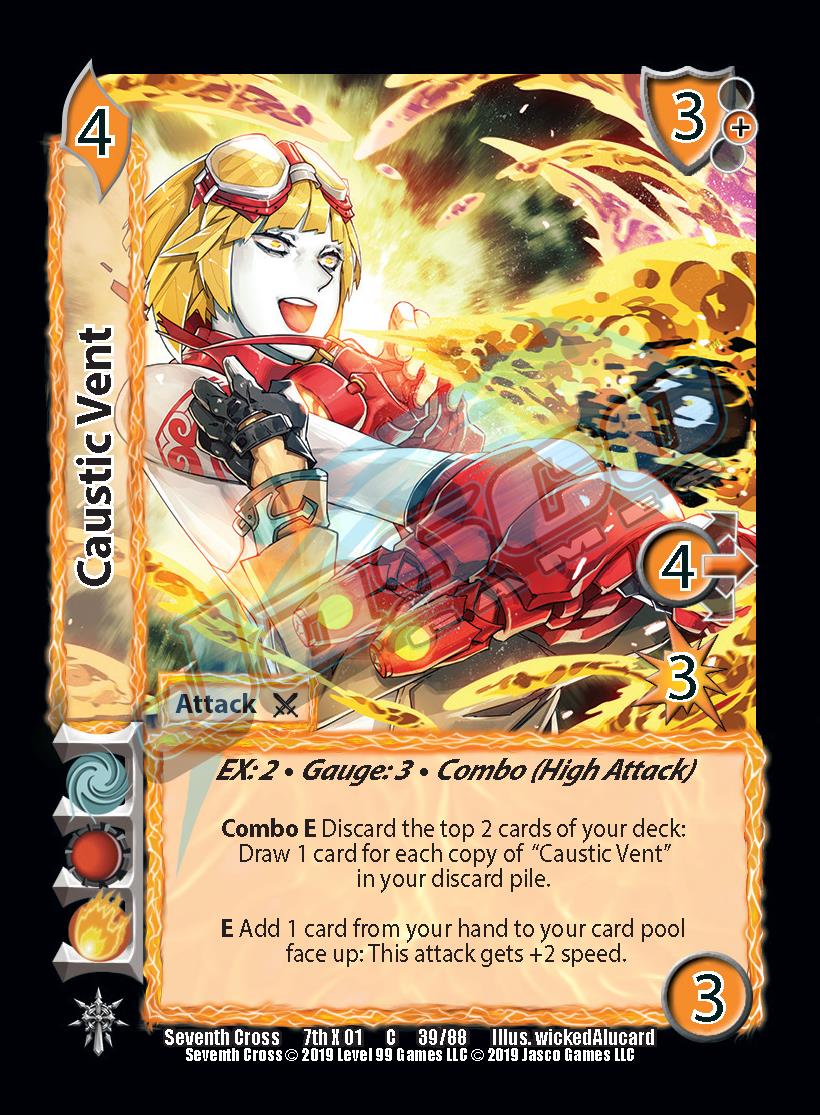 4
3
+
Caustic Vent
JASCO
GAMES
4
3
Attack
EX: 2 • Gauge: 3 • Combo (High Attack)
Combo E Discard the top 2 cards of your deck:
Draw 1 card for each copy of “Caustic Vent”
in your discard pile.
E Add 1 card from your hand to your card pool
face up: This attack gets +2 speed.
3
Seventh Cross 7th X 01 C 39/88 Illus. wickedAlucard
Seventh Cross © 2019 Level 99 Games LLC © 2019 Jasco Games LLC